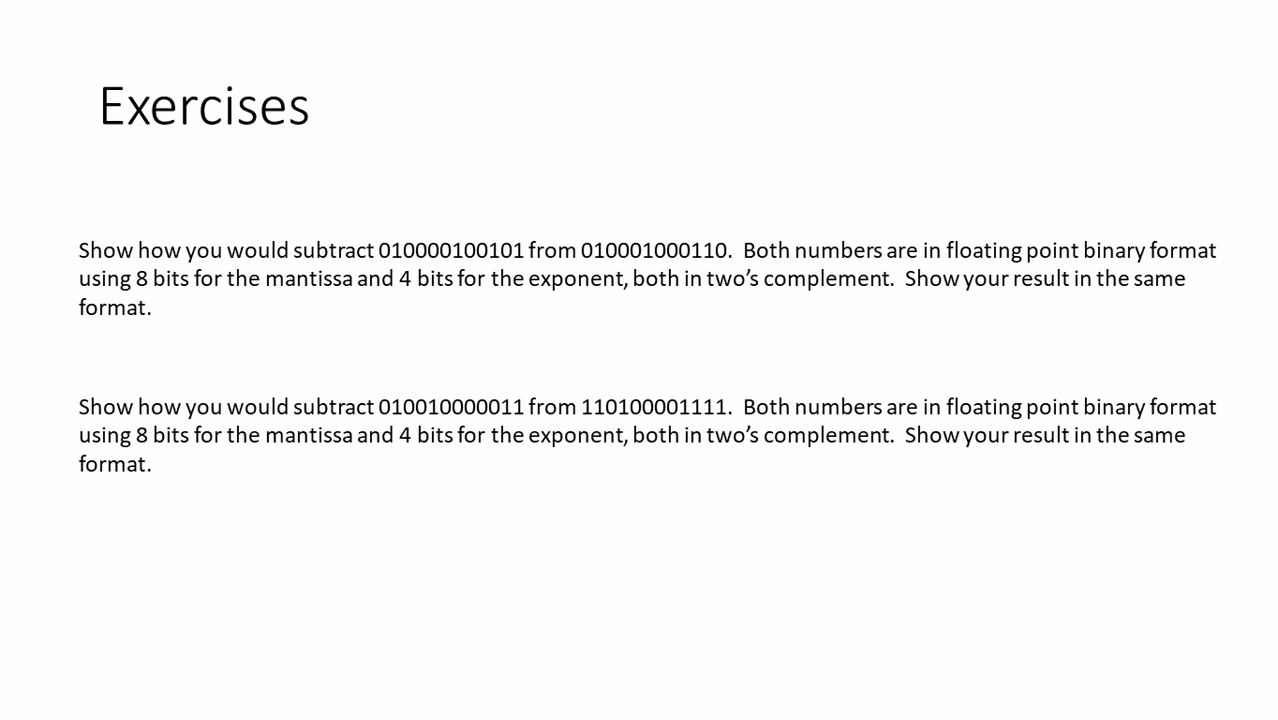 Exercises
Show how you would subtract 010000100101 from 010001000110.  Both numbers are in floating point binary format
using 8 bits for the mantissa and 4 bits for the exponent, both in two’s complement.  Show your result in the same
format.
Show how you would subtract 010010000011 from 110100001111.  Both numbers are in floating point binary format
using 8 bits for the mantissa and 4 bits for the exponent, both in two’s complement.  Show your result in the same
format.